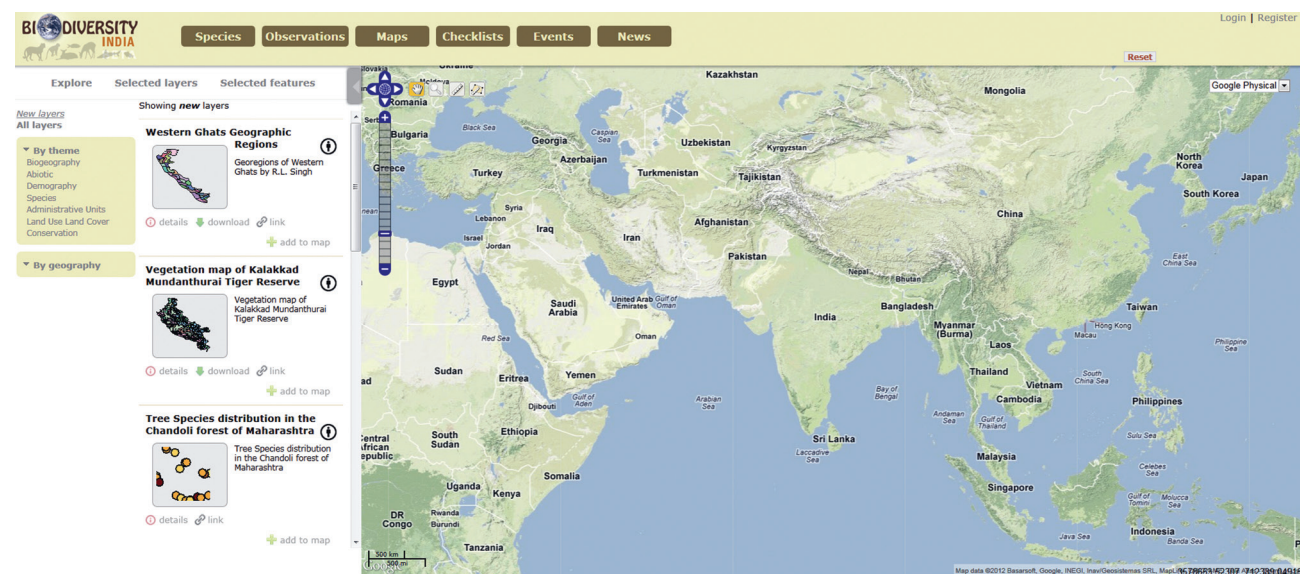 BIODIVERSITY
INDIA
Species
Observations
Maps
Checklists
Events
News
Login | Register
Reset
Explore
Selected layers
Selected features
New layers
All layers
By theme
Biogeography
Abiotic
Demography
Species
Administrative Units
Land Use Land Cover
Conservation
By geography
Showing new layers
Western Ghats Geographic
Regions
Georegions of Western
Ghats by R.L. Singh
details download link
add to map
Vegetation map of Kalakkad
Mundanthurai Tiger Reserve
Vegetation map of
Kalakkad Mundanthurai
Tiger Reserve
details download link
add to map
Tree Species distribution in the
Chandoli forest of Maharashtra
Tree Species distribution
in the Chandoli forest of
Maharashtra
details link
add to map
Google Physical
Kazakhstan
Mongolia
Romania
Bulgaria
Black Sea
Georgia
Caspian
Sea
Uzbekistan
Kyrgyzstan
Azerbaijan
Greece
Turkey
Turkmenistan
Tajikistan
North
Korea
Japan
South Korea
China
Syria
Lebanon
Iraq
Iran
Afghanistan
Israel
Jordan
Pakistan
East
China Sea
Nepal
Bhutan
Egypt
Saudi
Arabia
United Arab
Emirates
Gulf of
Oman
Oman
India
Bangladesh
Myanmar
(Burma)
Taiwan
Hong Kong
Macau
Laos
Red Sea
Philippine
Sea
Sudan
Eritrea
Yemen
Thailand
Vietnam
South
China Sea
Arabian
Sea
Bay of
Bengal
Djibouti
Gulf of
Aden
Cambodia
Philippines
Andaman
Sea
Gulf of
Thailand
South
Sudan
Ethiopia
Sri Lanka
Laccadive
Sea
Sulu Sea
Malaysia
Celebes
Sea
Somalia
Uganda
Kenya
Singapore
Gulf of
Tomini
Molucca
Sea
DR
Congo
Rwanda
Burundi
Indonesia
Java Sea
Banda Sea
Tanzania
500 km
500 mi
Google
Map data ©2012 Basarsoft, Google, INEGI, Inav/Geosistemas SRL,